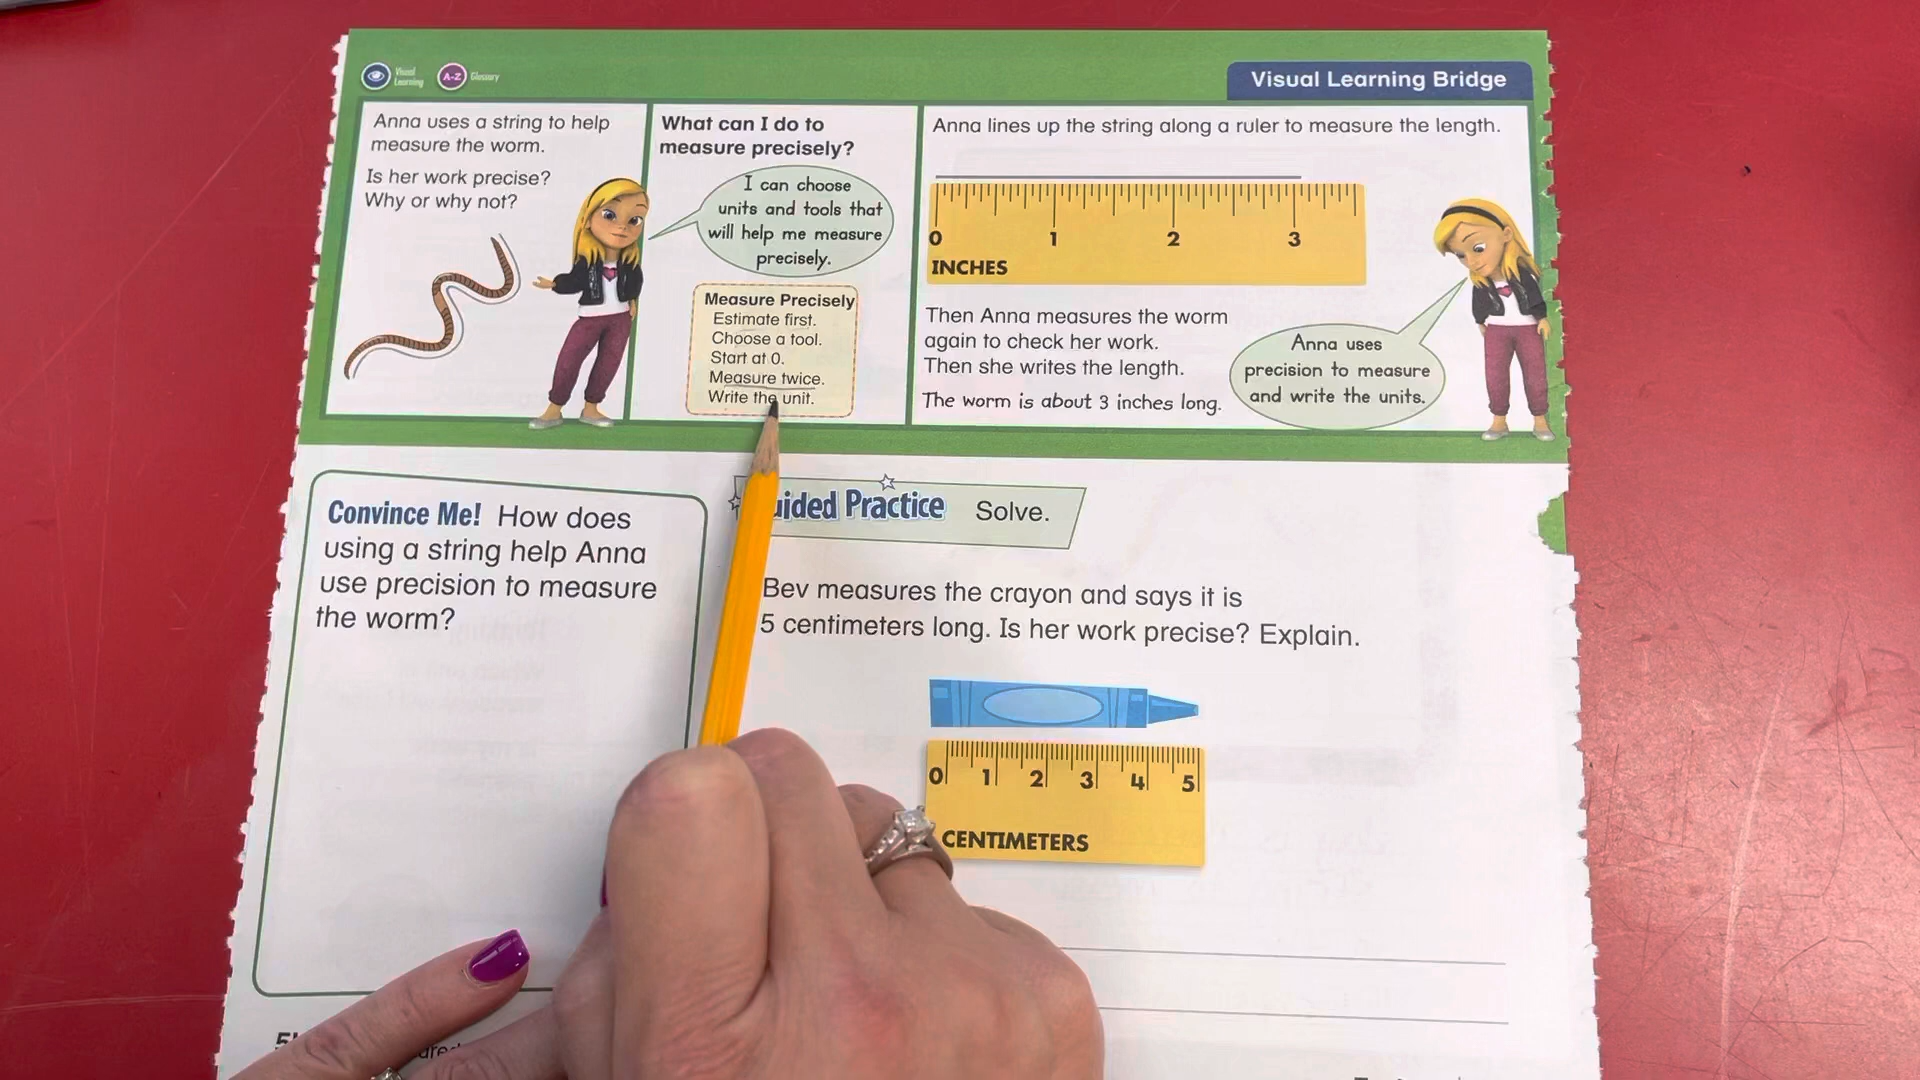 Visual
Learning
A-Z
Glossary
Visual Learning Bridge
Anna uses a string to help
measure the worm.
Is her work precise?
Why or why not?
What can I do to
measure precisely?
I can choose
units and tools that
will help me measure
precisely.
Measure Precisely
Estimate first.
Choose a tool.
Start at 0.
Measure twice.
Write the unit.
Anna lines up the string along a ruler to measure the length.
0 1 2 3
INCHES
Then Anna measures the worm
again to check her work.
Then she writes the length.
The worm is about 3 inches long.
Anna uses
precision to measure
and write the units.
Convince Me! How does
using a string help Anna
use precision to measure
the worm?
Practice Solve.
Bev measures the crayon and says it is
5 centimeters long. Is her work precise? Explain.
0 1 2 3 4 5
CENTIMETERS